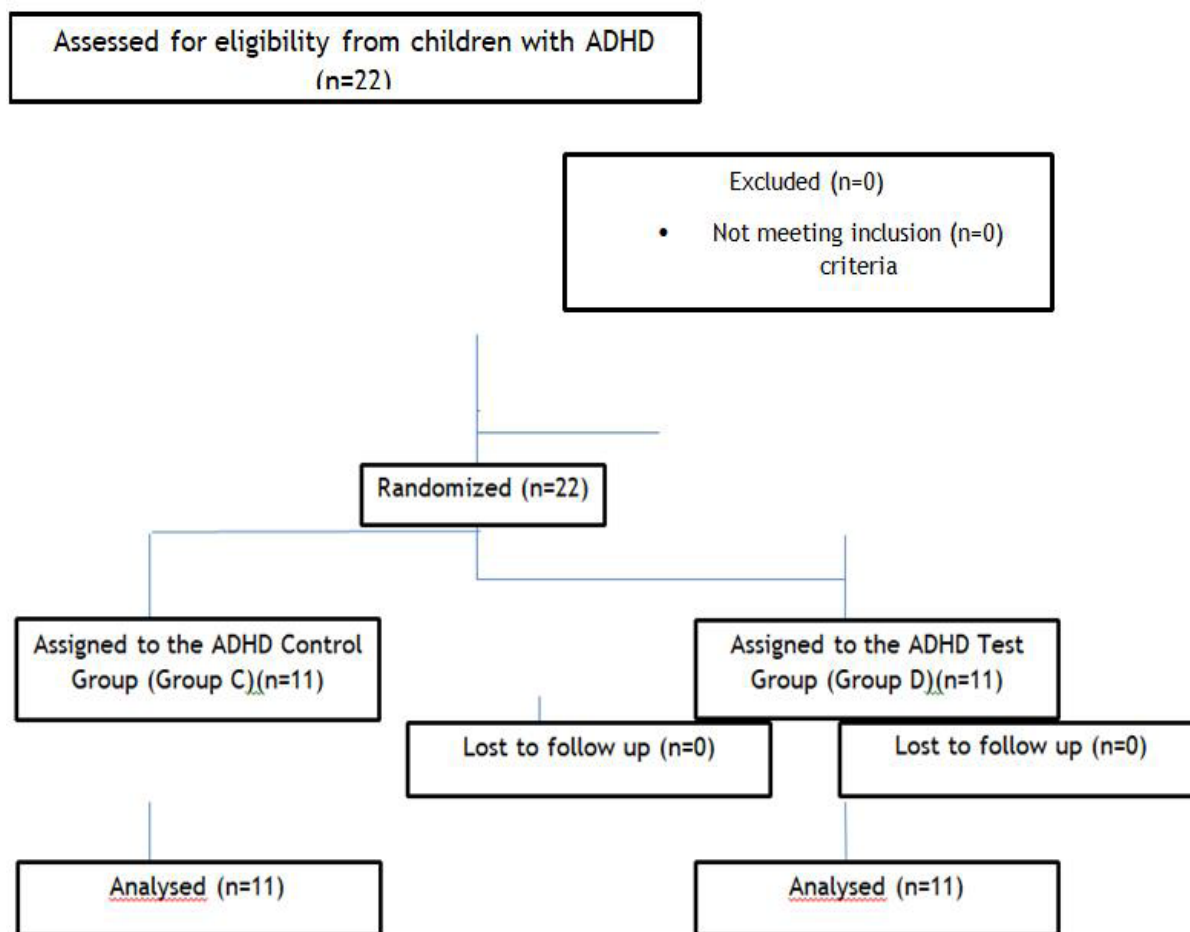 Assessed for eligibility from children with ADHD
(n=22)
Excluded (n=0)
• Not meeting inclusion (n=0)
criteria
Randomized (n=22)
Assigned to the ADHD Control
Group (Group C)(n=11)
Assigned to the ADHD Test
Group (Group D)(n=11)
Lost to follow up (n=0)
Lost to follow up (n=0)
Analysed (n=11)
Analysed (n=11)